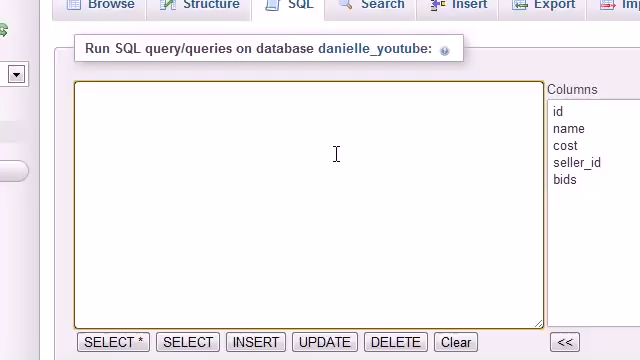 Browse Structure SQL Search Insert Export
Run SQL query/queries on database danielle_youtube:
Columns
id
name
cost
seller_id
bids
SELECT * SELECT INSERT UPDATE DELETE Clear <<